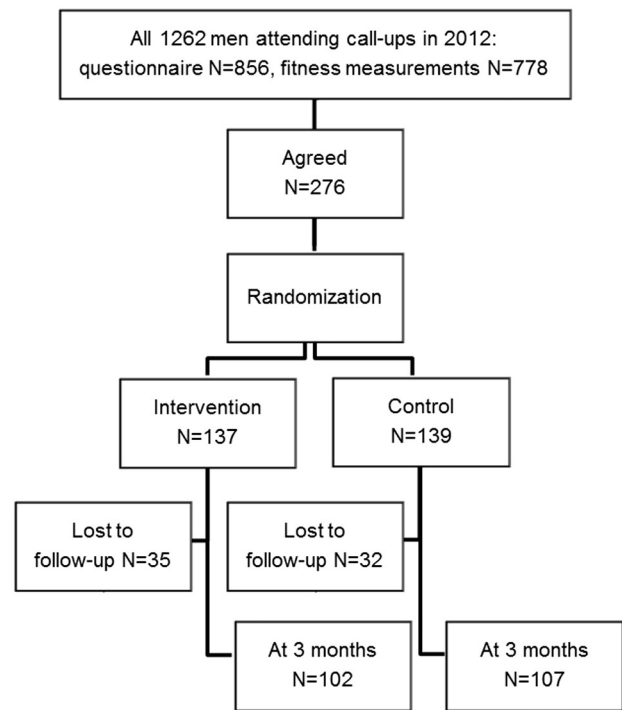 All 1262 men attending call-ups in 2012:
questionnaire N=856, fitness measurements N=778
Agreed
N=276
Randomization
Intervention
N=137
Control
N=139
Lost to
follow-up N=35
Lost to
follow-up N=32
At 3 months
N=102
At 3 months
N=107